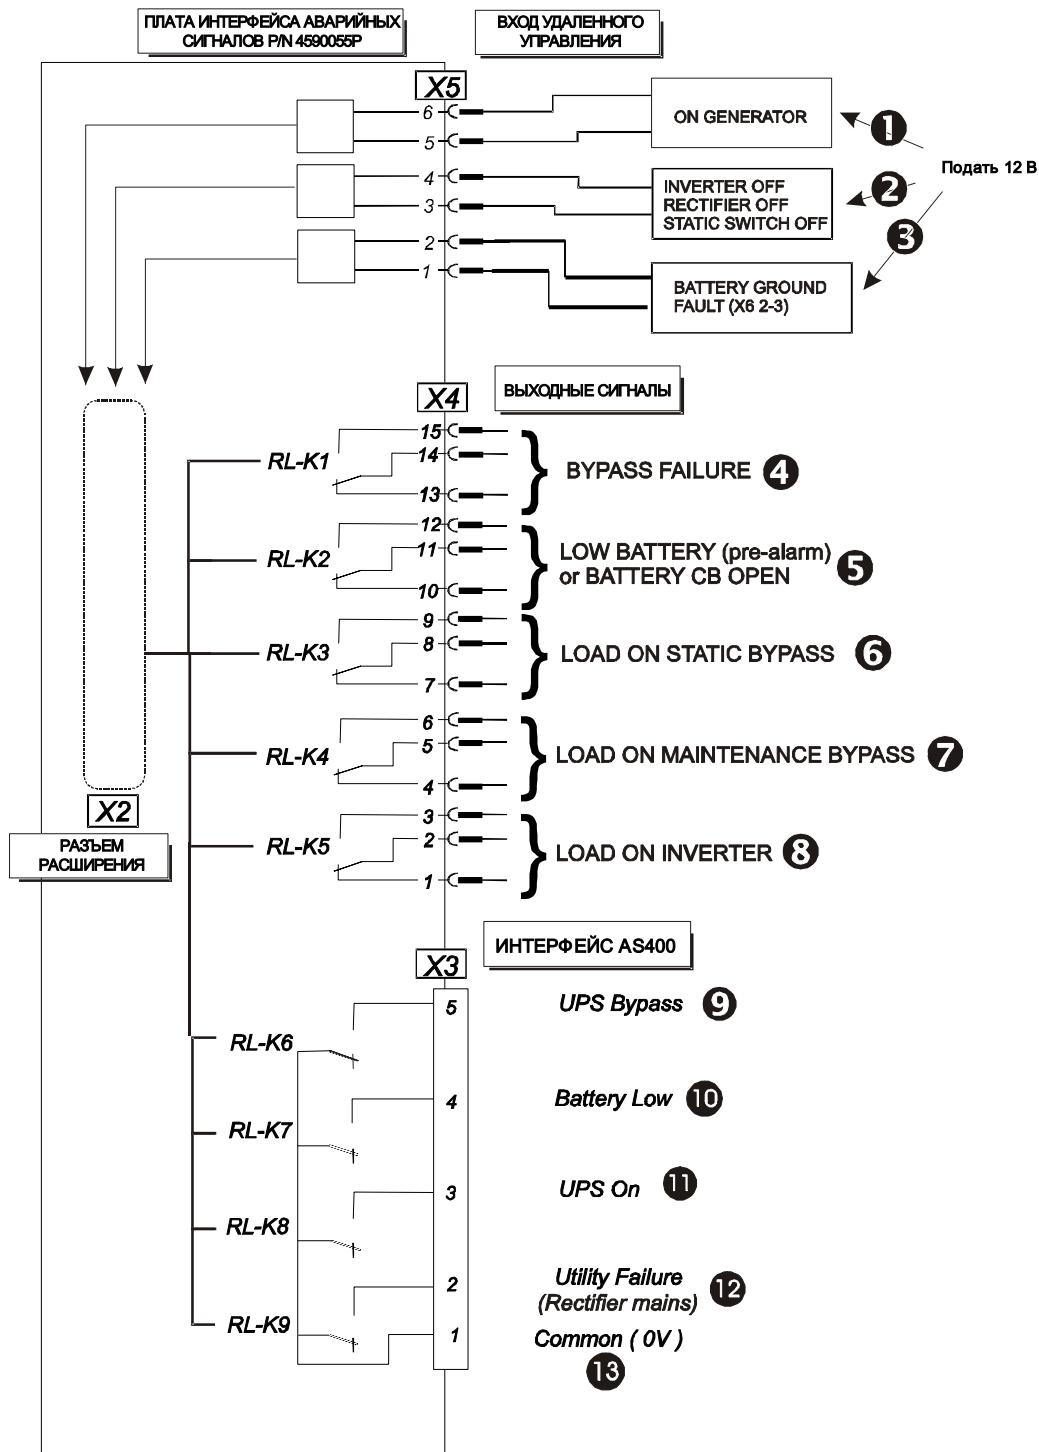 ПЛАТА ИНТЕРФЕЙСА АВАРИЙНЫХ
СИГНАЛОВ P/N 4590055P
ВХОД УДАЛЕННОГО
УПРАВЛЕНИЯ
X5
6
5
4
3
2
1
ON GENERATOR
1
Подать 12 В
INVERTER OFF
RECTIFIER OFF
STATIC SWITCH OFF
2
3
BATTERY GROUND
FAULT (X6 2-3)
X4
ВЫХОДНЫЕ СИГНАЛЫ
RL-K1
15
14
13
BYPASS FAILURE 4
RL-K2
12
11
10
LOW BATTERY (pre-alarm)
or BATTERY CB OPEN
5
RL-K3
9
8
7
LOAD ON STATIC BYPASS 6
RL-K4
6
5
4
LOAD ON MAINTENANCE BYPASS 7
X2
РАЗЪЕМ
РАСШИРЕНИЯ
RL-K5
3
2
1
LOAD ON INVERTER 8
X3
ИНТЕРФЕЙС AS400
5
UPS Bypass 9
RL-K6
4
Battery Low 10
RL-K7
3
UPS On 11
RL-K8
2
Utility Failure
(Rectifier mains)
12
RL-K9
1
Common ( 0V )
13